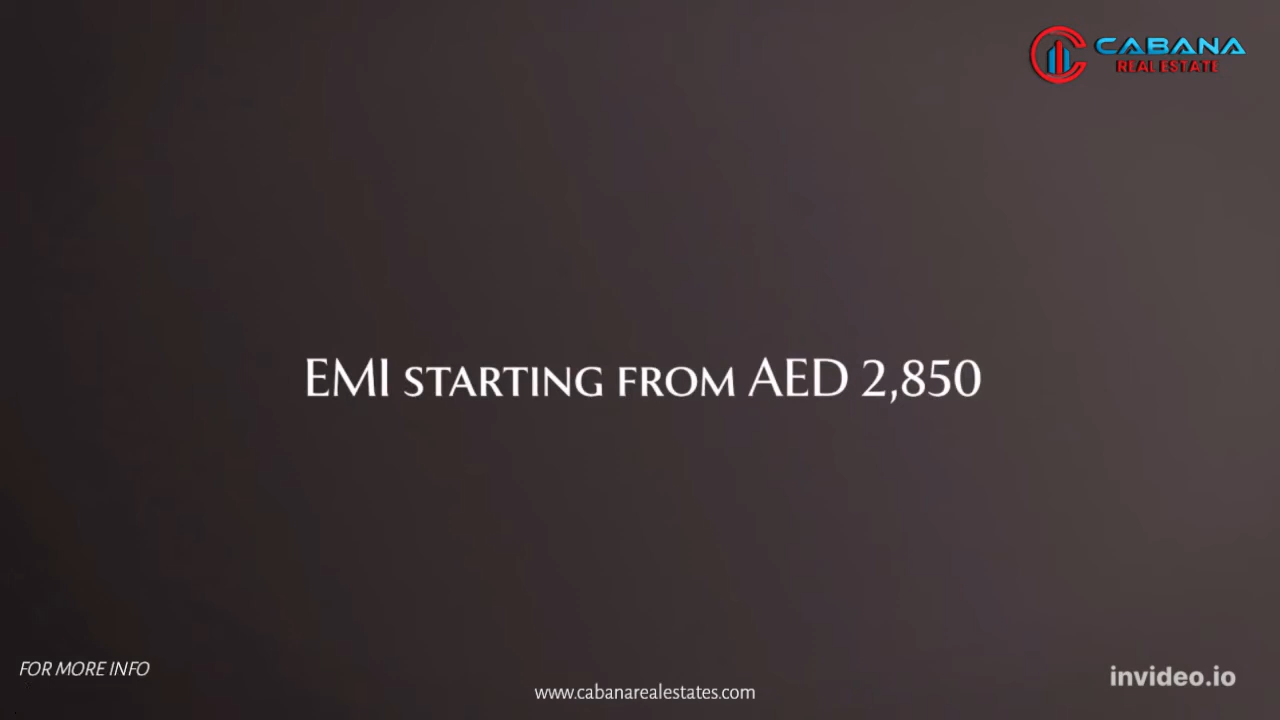 CABANA
REAL ESTATE
EMI STARTING FROM AED 2,850
FOR MORE INFO
www.cabanarealestates.com
invideo.io